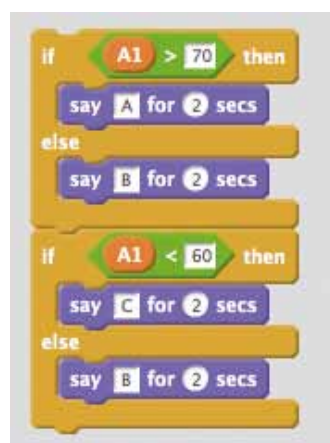 if A1 > 70 then
say A for 2 secs
else
say B for 2 secs
if A1 < 60 then
say C for 2 secs
else
say B for 2 secs